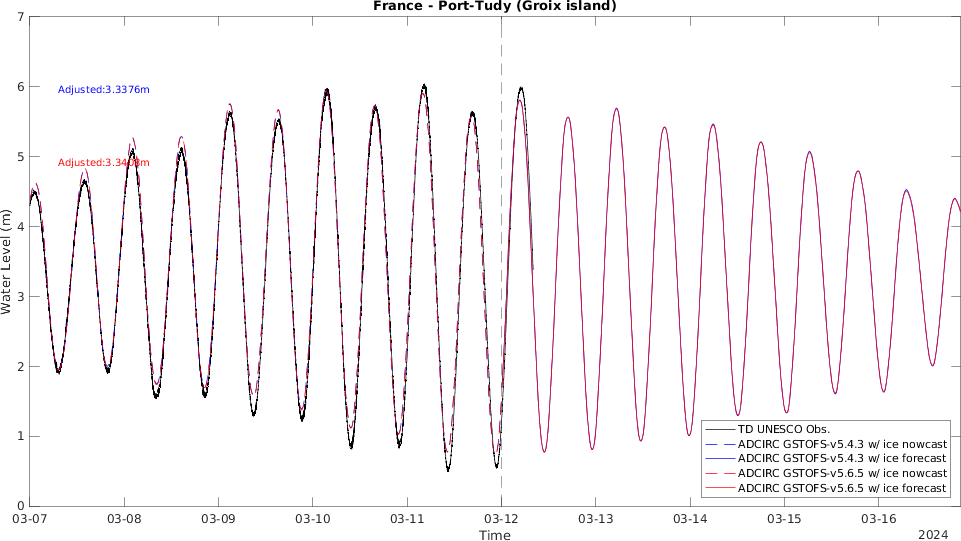 France - Port-Tudy (Groix island)
7
6
5
4
3
2
1
0
Water Level (m)
Adjusted:3.3376m
TD UNESCO Obs.
ADCIRC GSTOFS-v5.4.3 w/ ice nowcast
ADCIRC GSTOFS-v5.4.3 w/ ice forecast
ADCIRC GSTOFS-v5.6.5 w/ ice nowcast
ADCIRC GSTOFS-v5.6.5 w/ ice forecast
03-07 03-08 03-09 03-10 03-11 03-12 03-13 03-14 03-15 03-16
Time
2024